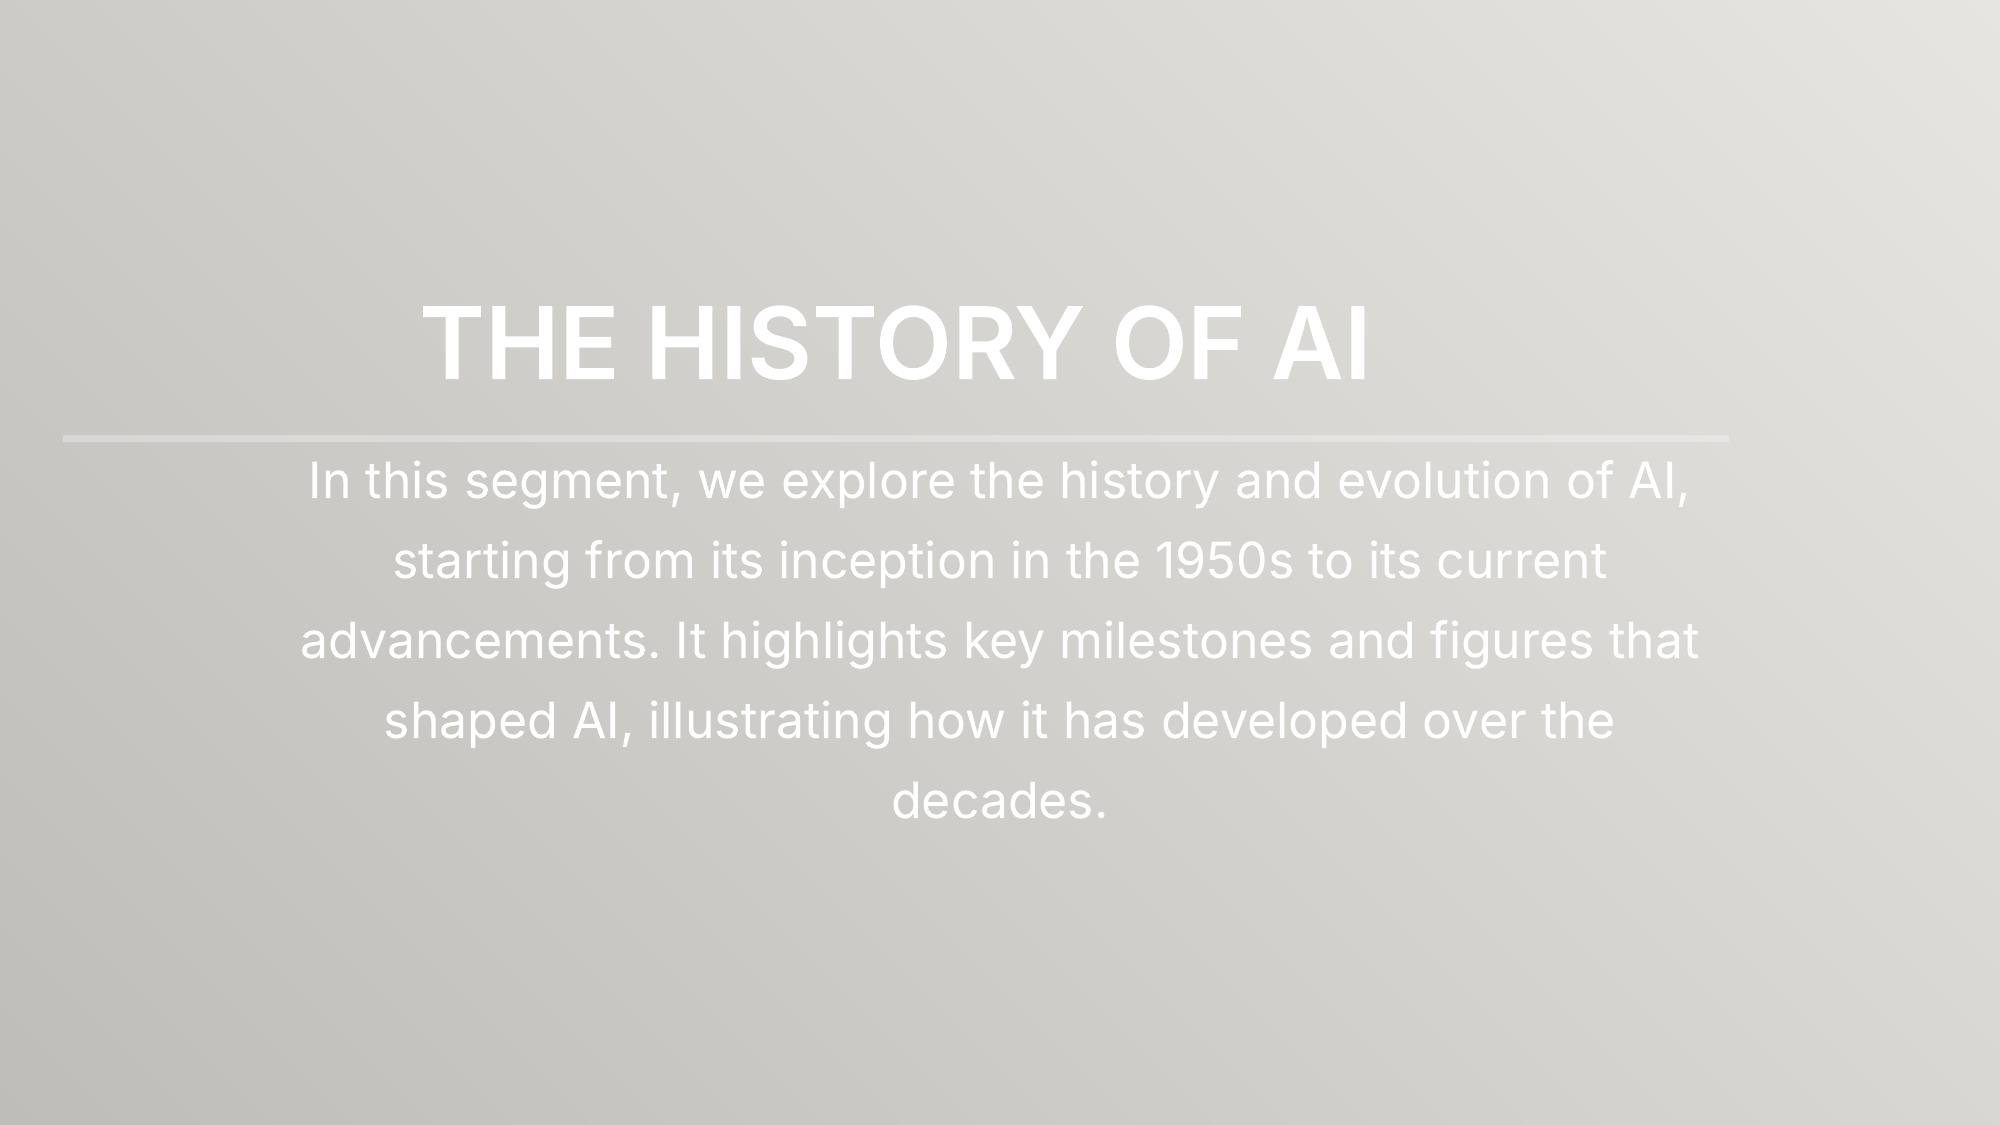 THE HISTORY OF AI
In this segment, we explore the history and evolution of AI,
starting from its inception in the 1950s to its current
advancements. It highlights key milestones and figures that
shaped AI, illustrating how it has developed over the
decades.